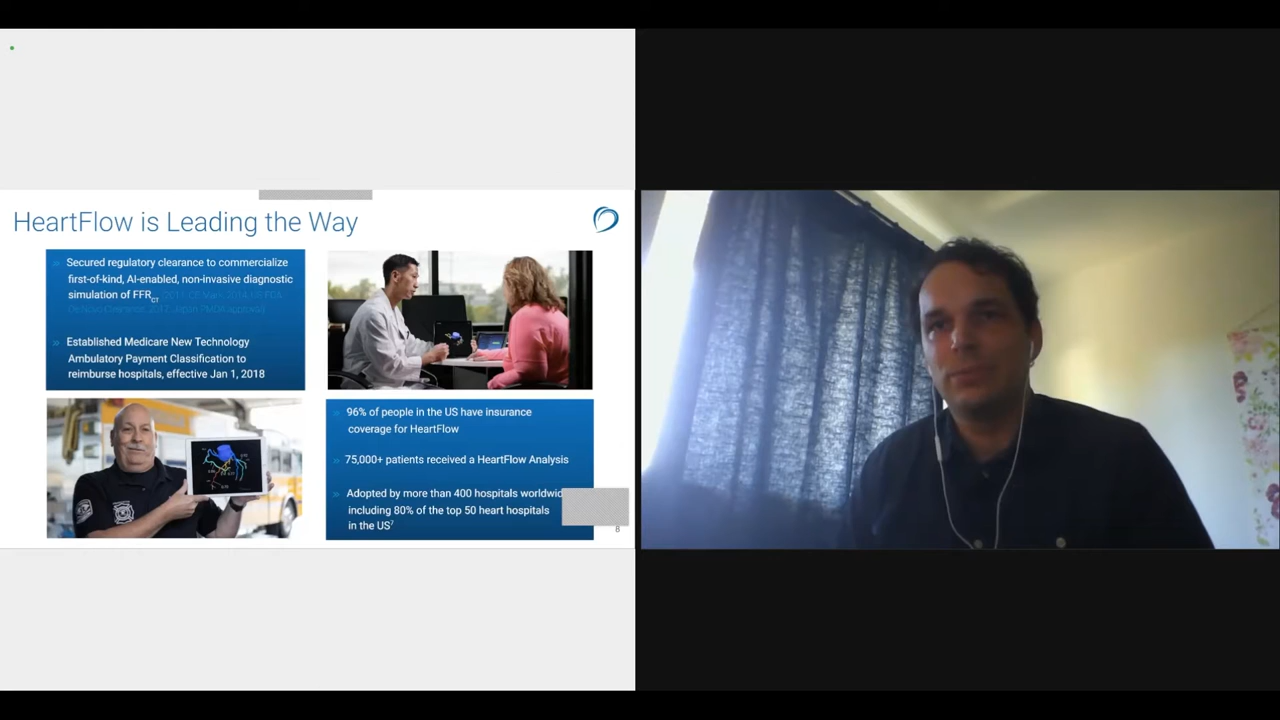 HeartFlow is Leading the Way
» Secured regulatory clearance to commercialize
first-of-kind, AI-enabled, non-invasive diagnostic
simulation of FFRCT
» Established Medicare New Technology
Ambulatory Payment Classification to
reimburse hospitals, effective Jan 1, 2018
» 96% of people in the US have insurance
coverage for HeartFlow
» 75,000+ patients received a HeartFlow Analysis
» Adopted by more than 400 hospitals worldwid
including 80% of the top 50 heart hospitals
in the US7
8